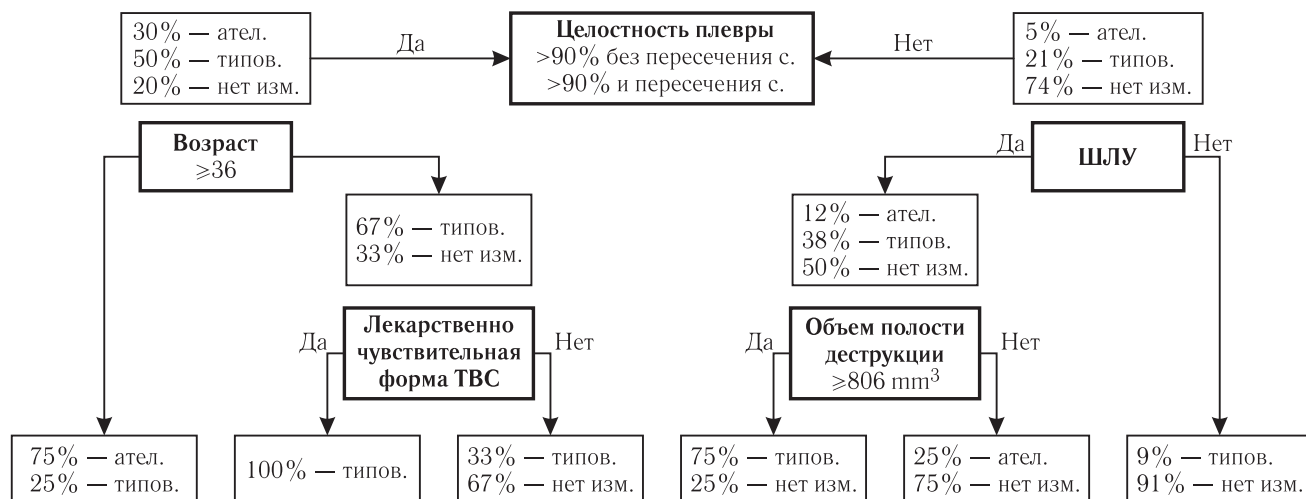 30% — ател.
50% — типов.
20% — нет изм.
Да
Целостность плевры
>90% без пересечения с.
>90% и пересечения с.
Нет
5% — ател.
21% — типов.
74% — нет изм.
Возраст
≥36
Да
ШЛУ
Нет
67% — типов.
33% — нет изм.
12% — ател.
38% — типов.
50% — нет изм.
Да
Лекарственно
чувствительная
форма ТВС
Нет
Да
Объем полости
деструкции
≥806 mm³
Нет
75% — ател.
25% — типов.
100% — типов.
33% — типов.
67% — нет изм.
75% — типов.
25% — нет изм.
25% — ател.
75% — нет изм.
9% — типов.
91% — нет изм.